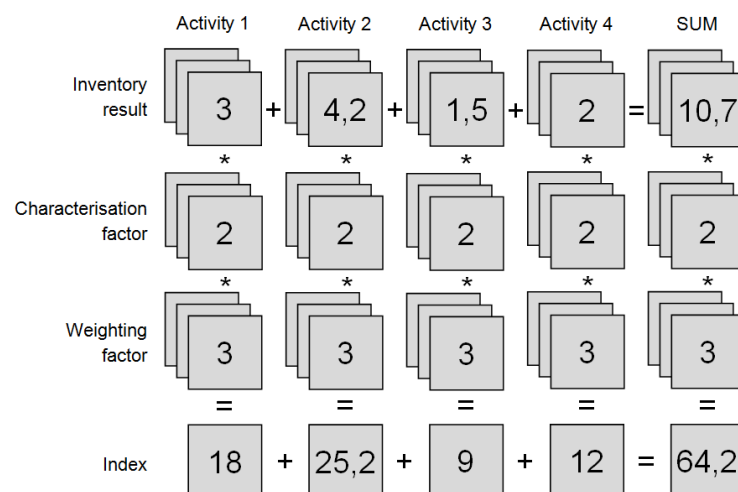 Activity 1 Activity 2 Activity 3 Activity 4 SUM
Inventory
result
3 + 4,2 + 1,5 + 2 = 10,7
* * * * *
Characterisation
factor
2 2 2 2 2
* * * * *
Weighting
factor
3 3 3 3 3
= = = = =
Index 18 + 25,2 + 9 + 12 = 64,2